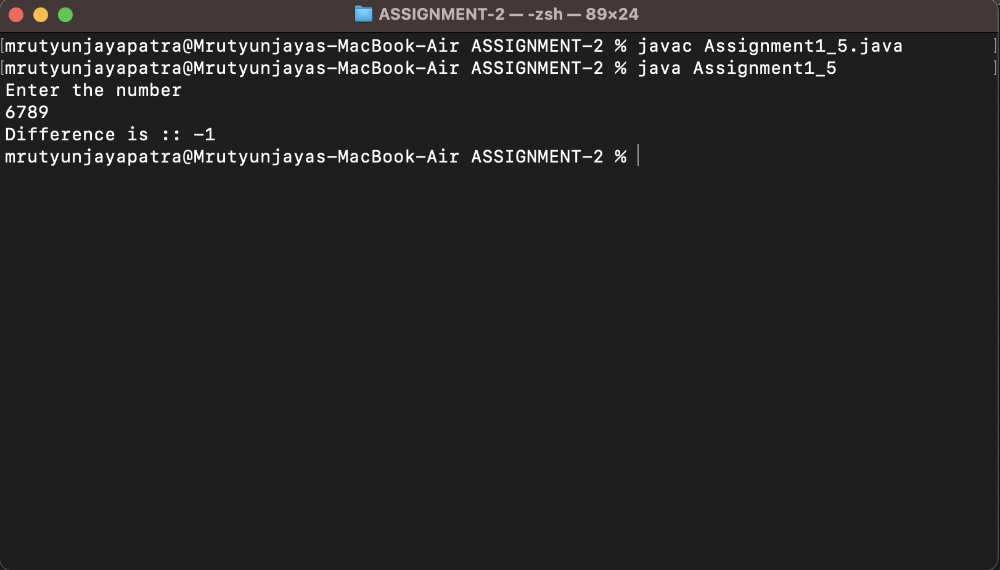 ASSIGNMENT-2 — -zsh — 89×24
[mrutyunjayapatra@Mrutyunjayas-MacBook-Air ASSIGNMENT-2 % javac Assignment1_5.java ]
[mrutyunjayapatra@Mrutyunjayas-MacBook-Air ASSIGNMENT-2 % java Assignment1_5 ]
Enter the number
6789
Difference is :: -1
mrutyunjayapatra@Mrutyunjayas-MacBook-Air ASSIGNMENT-2 %